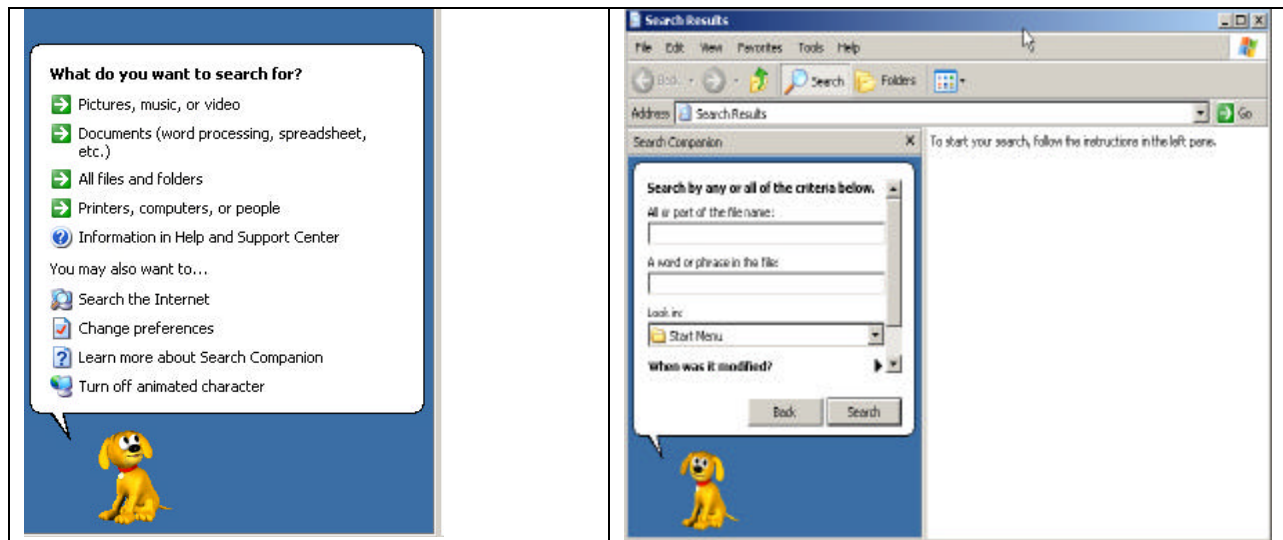 What do you want to search for?
Pictures, music, or video
Documents (word processing, spreadsheet,
etc.)
All files and folders
Printers, computers, or people
Information in Help and Support Center
You may also want to...
Search the Internet
Change preferences
Learn more about Search Companion
Turn off animated character
Search Results
File Edit View Favorites Tools Help
Back Search Folders
Address Search Results Go
Search Companion
To start your search, follow the instructions in the left pane.
Search by any or all of the criteria below.
All or part of the file name:
A word or phrase in the file:
Look in:
Start Menu
When was it modified?
Back Search